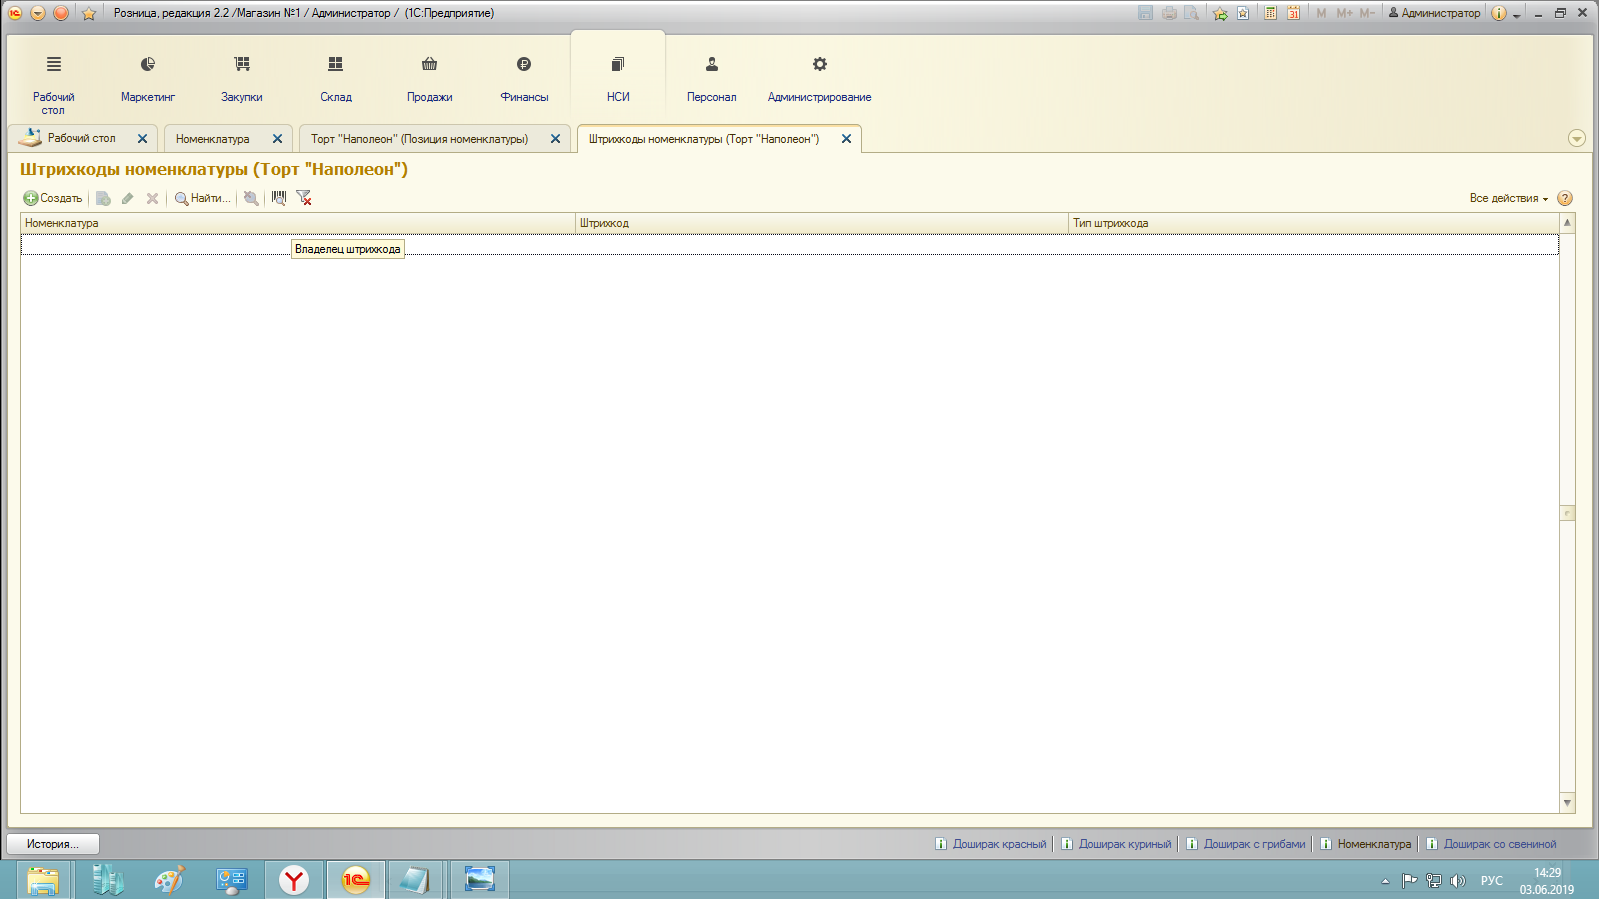 Розница, редакция 2.2 /Магазин №1 / Администратор / (1С:Предприятие)
31
M M+ M-
Администратор
Рабочий стол
Маркетинг
Закупки
Склад
Продажи
Финансы
НСИ
Персонал
Администрирование
Рабочий стол
Номенклатура
Торт "Наполеон" (Позиция номенклатуры)
Штрихкоды номенклатуры (Торт "Наполеон")
Штрихкоды номенклатуры (Торт "Наполеон")
Создать
Найти...
Все действия
?
Номенклатура
Штрихкод
Тип штрихкода
Владелец штрихкода
История...
Доширак красный
Доширак куриный
Доширак с грибами
Номенклатура
Доширак со свениной
РУС
14:29
03.06.2019